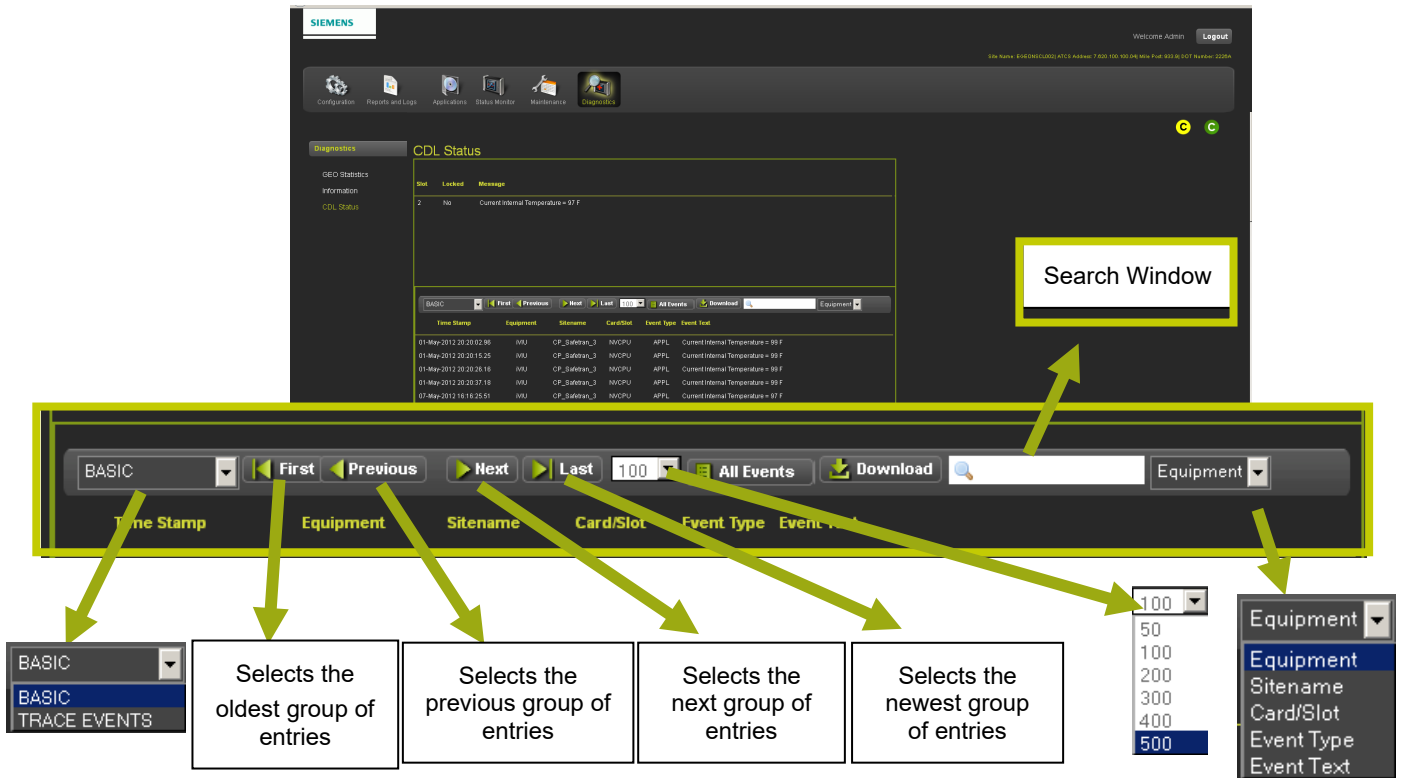 SIEMENS
Welcome Admin Logout
Configuration Reports and Logs Applications Status Monitor Maintenance Diagnostics
C C
Diagnostics
CDL Status
GEO Statistics
Information
CDL Status
Slot Locked Message
2 No Current Internal Temperature = 97 F
BASIC First Previous Next Last 100 All Events Download Equipment
Time Stamp Equipment Sitename Card/Slot Event Type Event Text
01-May-2012 20:20:02.96 iVIU CP_Safetran_3 NVCPU APPL Current Internal Temperature = 99 F
01-May-2012 20:20:15.25 iVIU CP_Safetran_3 NVCPU APPL Current Internal Temperature = 99 F
01-May-2012 20:20:26.16 iVIU CP_Safetran_3 NVCPU APPL Current Internal Temperature = 99 F
01-May-2012 20:20:37.18 iVIU CP_Safetran_3 NVCPU APPL Current Internal Temperature = 99 F
07-May-2012 16:16:25.51 iVIU CP_Safetran_3 NVCPU APPL Current Internal Temperature = 97 F
Search Window
BASIC First Previous Next Last 100 All Events Download Equipment
Time Stamp Equipment Sitename Card/Slot Event Type Event Text
BASIC
BASIC
TRACE EVENTS
Selects the
oldest group of
entries
Selects the
previous group of
entries
Selects the
next group of
entries
Selects the
newest group
of entries
100
50
100
200
300
400
500
Equipment
Equipment
Sitename
Card/Slot
Event Type
Event Text